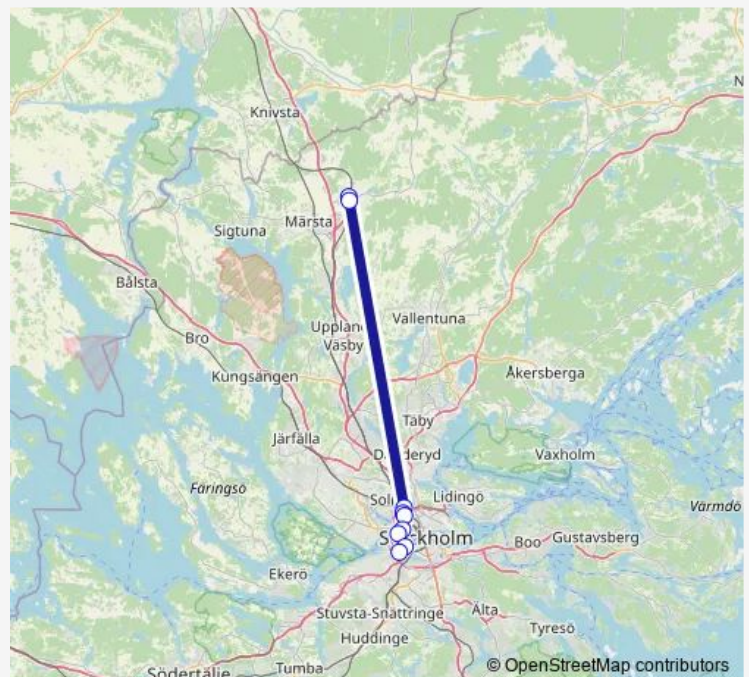 Knivsta
Märsta
Sigtuna
Bålsta
Vallentuna
Väsby
Bro
Kungsängen
Åkersberga
Täby
Järfälla
Vaxholm
Färingsö
Lidingö
Värmdö
Boo
Gustavsberg
Ekerö
Stuvsta-Snättringe
Älta
Tyresö
Huddinge
Tumba
Södertälje
© OpenStreetMap contributors